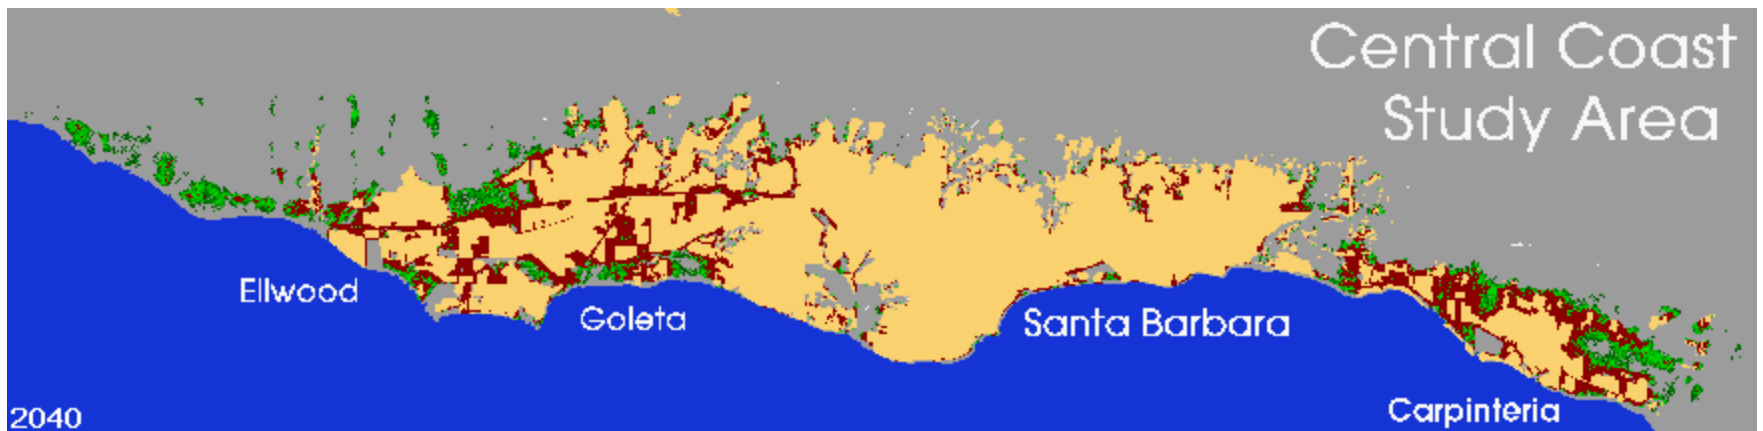 Central Coast
Study Area
Ellwood
Goleta
Santa Barbara
Carpinteria
2040